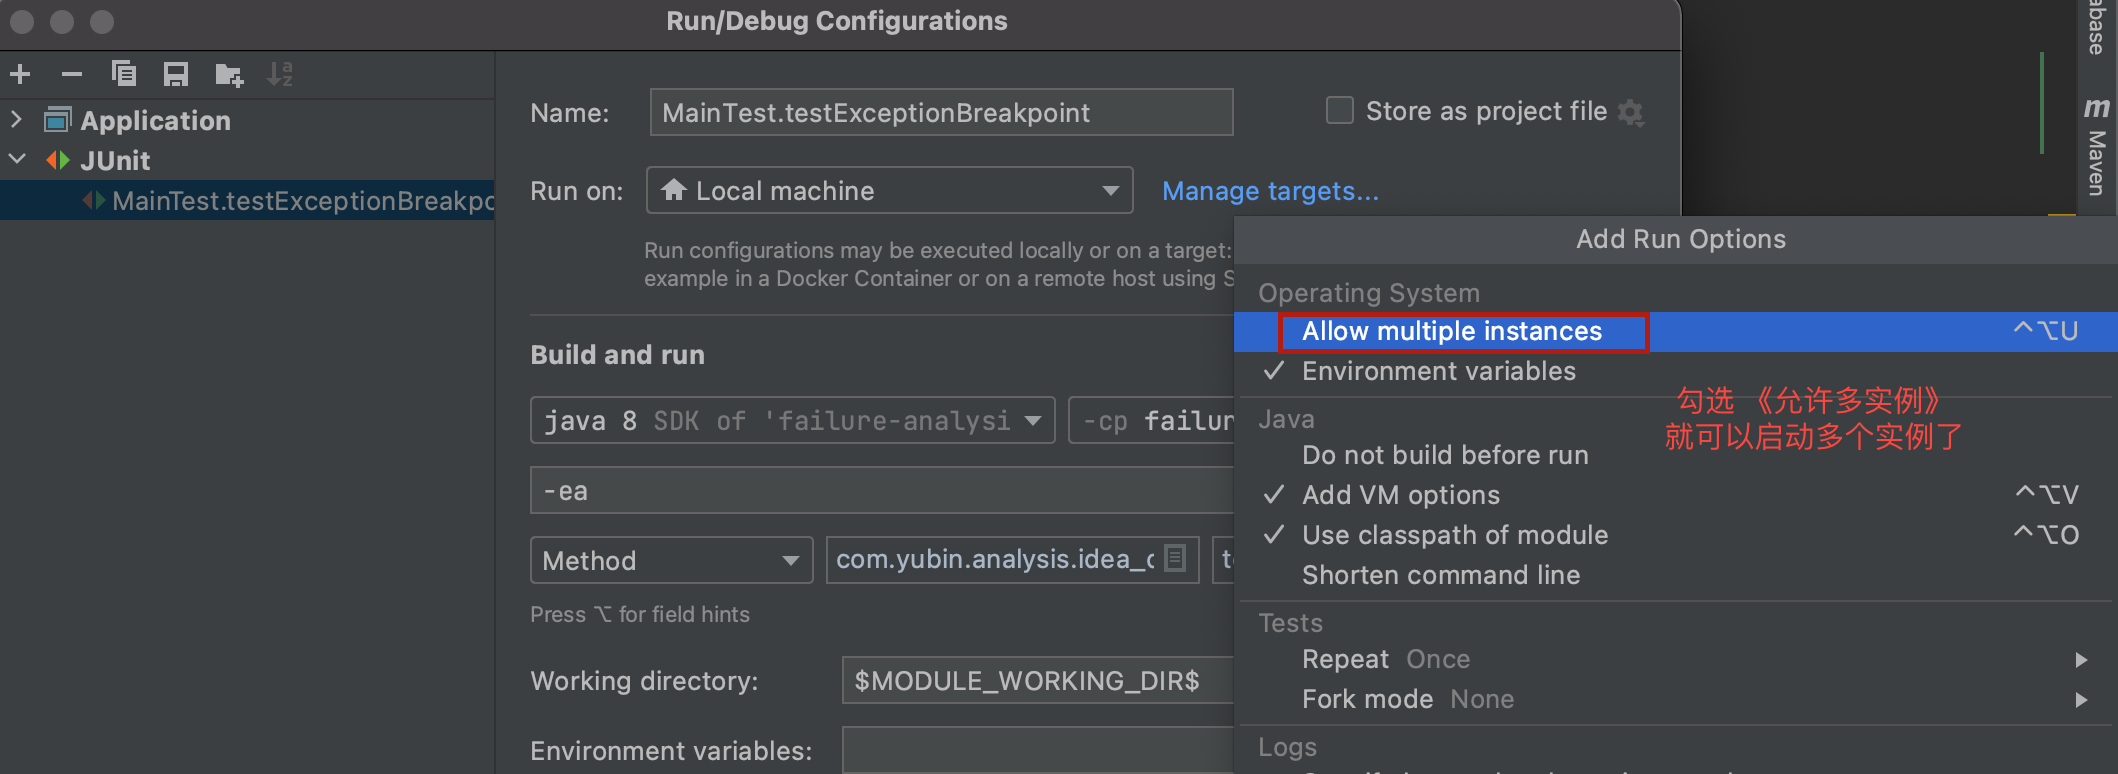 Run/Debug Configurations
Application
JUnit
MainTest.testExceptionBreakpo
Name:
MainTest.testExceptionBreakpoint
Store as project file
Run on:
Local machine
Manage targets...
Run configurations may be executed locally or on a target:
example in a Docker Container or on a remote host using S
Build and run
java 8 SDK of 'failure-analysi
-cp failur
-ea
Method
com.yubin.analysis.idea_
Press ⌥ for field hints
Working directory:
$MODULE_WORKING_DIR$
Environment variables:
Add Run Options
Operating System
Allow multiple instances ^⌥U
✓ Environment variables
勾选 《允许多实例》
就可以启动多个实例了
Java
Do not build before run
✓ Add VM options ^⌥V
✓ Use classpath of module ^⌥O
Shorten command line
Tests
Repeat Once
Fork mode None
Logs
abase
m
Maven